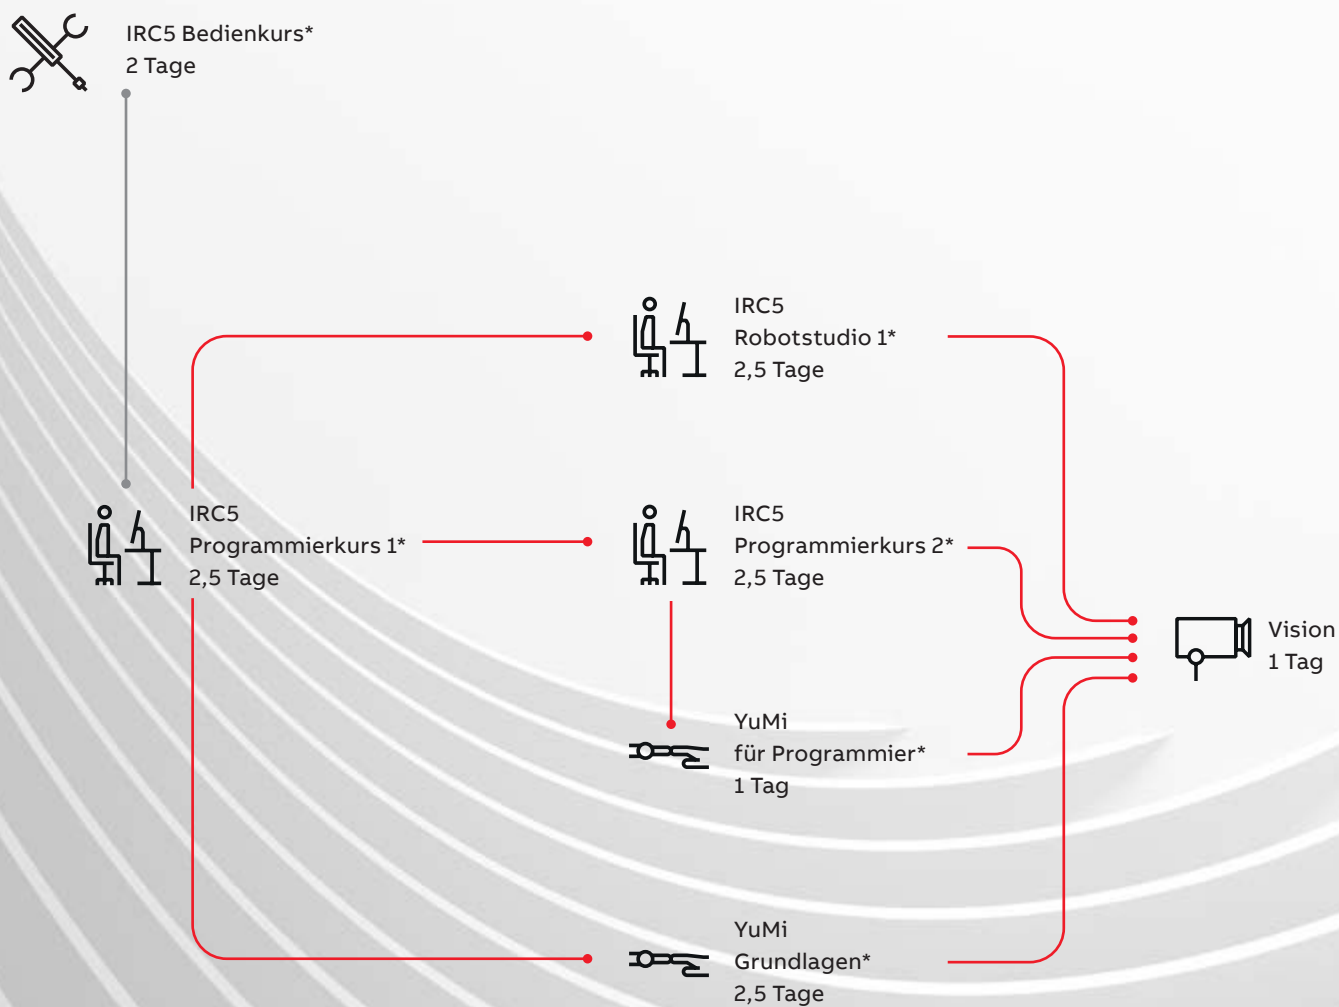 IRC5 Bedienkurs*
2 Tage
IRC5
Robotstudio 1*
2,5 Tage
IRC5
Programmierkurs 1*
2,5 Tage
IRC5
Programmierkurs 2*
2,5 Tage
Vision
1 Tag
YuMi
für Programmier*
1 Tag
YuMi
Grundlagen*
2,5 Tage